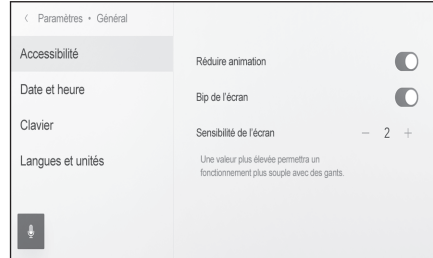 < Paramètres • Général
Accessibilité
Date et heure
Clavier
Langues et unités
Réduire animation
Bip de l'écran
Sensibilité de l'écran — 2 +
Une valeur plus élevée permettra un
fonctionnement plus souple avec des gants.